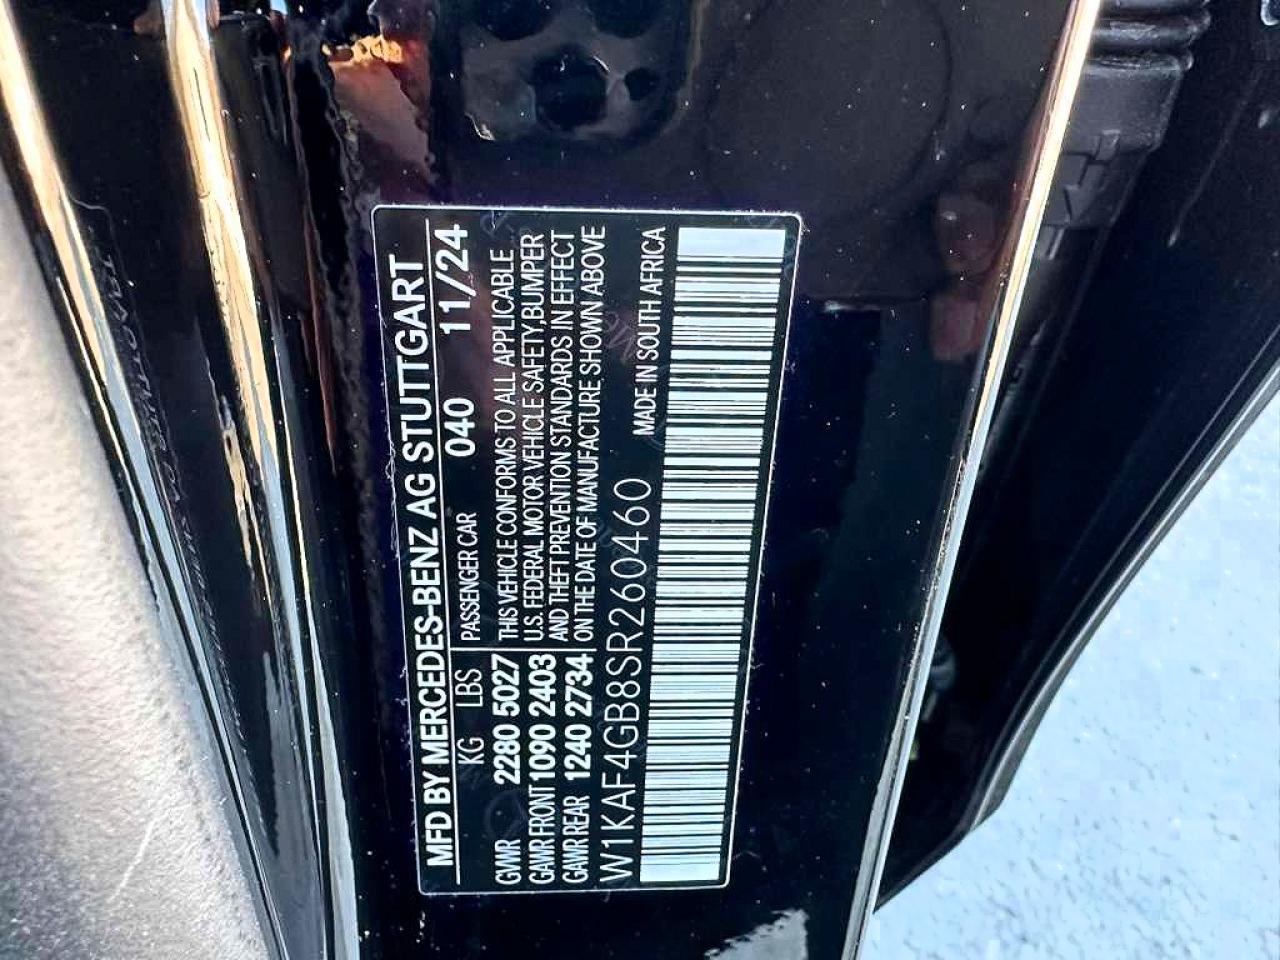 MFD BY MERCEDES-BENZ AG STUTTGART
KG LBS PASSENGER CAR 040 11/24
GVWR 2280 5027
GAWR FRONT 1090 2403
GAWR REAR 1240 2734
THIS VEHICLE CONFORMS TO ALL APPLICABLE
U.S. FEDERAL MOTOR VEHICLE SAFETY,BUMPER
AND THEFT PREVENTION STANDARDS IN EFFECT
ON THE DATE OF MANUFACTURE SHOWN ABOVE
W1KAF4GB8SR260460
MADE IN SOUTH AFRICA